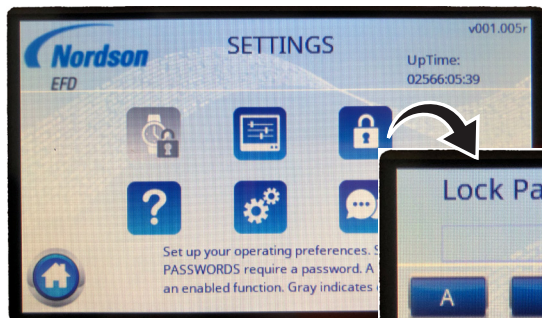 v001.005r
Nordson
EFD
SETTINGS
UpTime:
02566:05:39
?
Set up your operating preferences.
PASSWORDS require a password. A
an enabled function. Gray indicates
Lock Pa
A